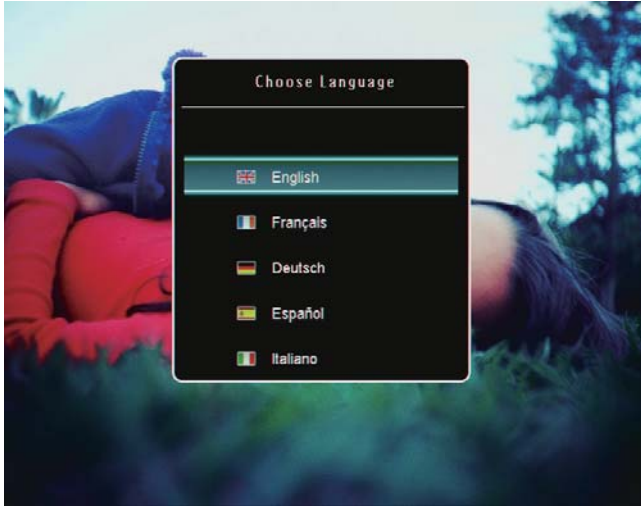 Choose Language
English
Français
Deutsch
Español
Italiano